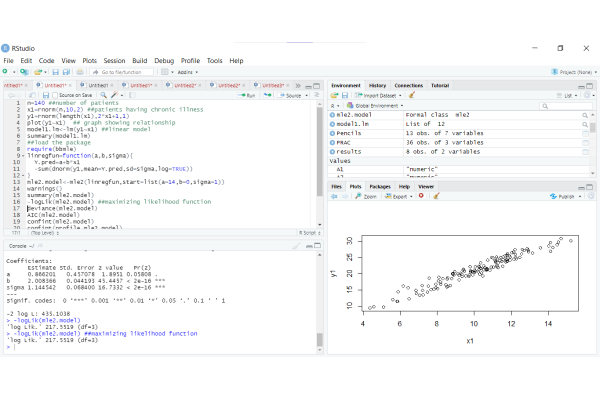 RStudio
File Edit Code View Plots Session Build Debug Profile Tools Help
Go to file/function Addins Project: (None)
Untitled1* Untitled1* Untitled1 Untitled1* Untitled2* Untitled2* Untitled3*
Source on Save Run Source
1 n=140 ##number of patients
2 x1=rnorm(n,10,2) ##patients having chronic illness
3 y1=rnorm(length(x1),2*x1+1,1)
4 plot(y1~x1) ## graph showing relationship
5 model1.lm<-lm(y1~x1) ##linear model
6 summary(model1.lm)
7 ##load the package
8 require(bbmle)
9 linregfun=function(a,b,sigma){
10 Y.pred=a+b*x1
11 -sum(dnorm(y1,mean=Y.pred,sd=sigma,log=TRUE))
12 }
13 mle2.model<-mle2(linregfun,start=list(a=14,b=0,sigma=1))
14 warnings()
15 summary(mle2.model)
16 -logLik(mle2.model) ##maximizing likelihood function
17 deviance(mle2.model)
18 AIC(mle2.model)
19 confint(mle2.model)
20 confint(profile.mle2.model)
17:1 (Top Level) R Script
Console ~/
Coefficients:
Estimate Std. Error z value Pr(z)
a 0.866201 0.457078 1.8951 0.05808 .
b 2.008366 0.044193 45.4457 < 2e-16 ***
sigma 1.144542 0.068400 16.7332 < 2e-16 ***
---
Signif. codes: 0 '***' 0.001 '**' 0.01 '*' 0.05 '.' 0.1 ' ' 1
-2 log L: 435.1038
> -logLik(mle2.model)
'log Lik.' 217.5519 (df=3)
> -logLik(mle2.model) ##maximizing likelihood function
'log Lik.' 217.5519 (df=3)
>
Environment History Connections Tutorial
Import Dataset List
R Global Environment
mle2.model Formal class mle2
model1.lm List of 12
Pencils 13 obs. of 7 variables
PRAC 36 obs. of 3 variables
results 8 obs. of 2 variables
Values
A1 "numeric"
Files Plots Packages Help Viewer
Zoom Export Publish
y1
30
25
20
15
10
4 6 8 10 12 14
x1